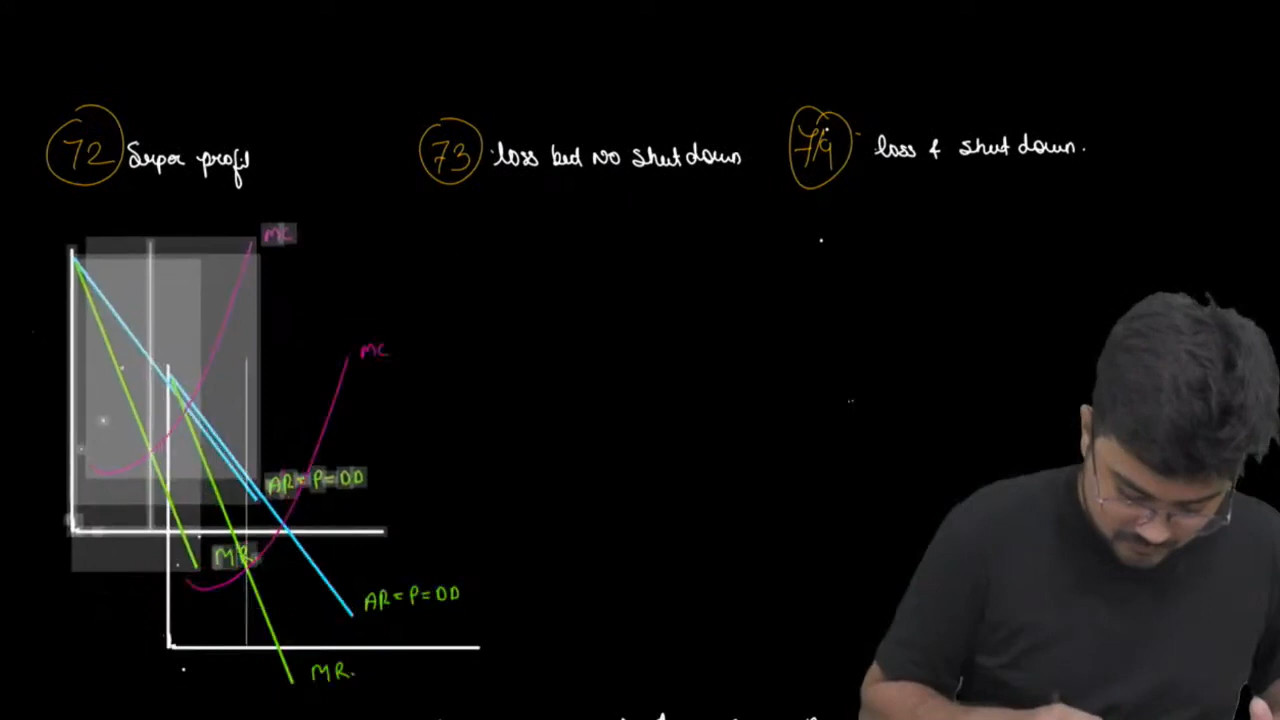 72 Super profit
73 loss but No shutdown
74 loss & shut down.
MC
MC
AR = P = DD
MR.
AR = P = DD
MR.